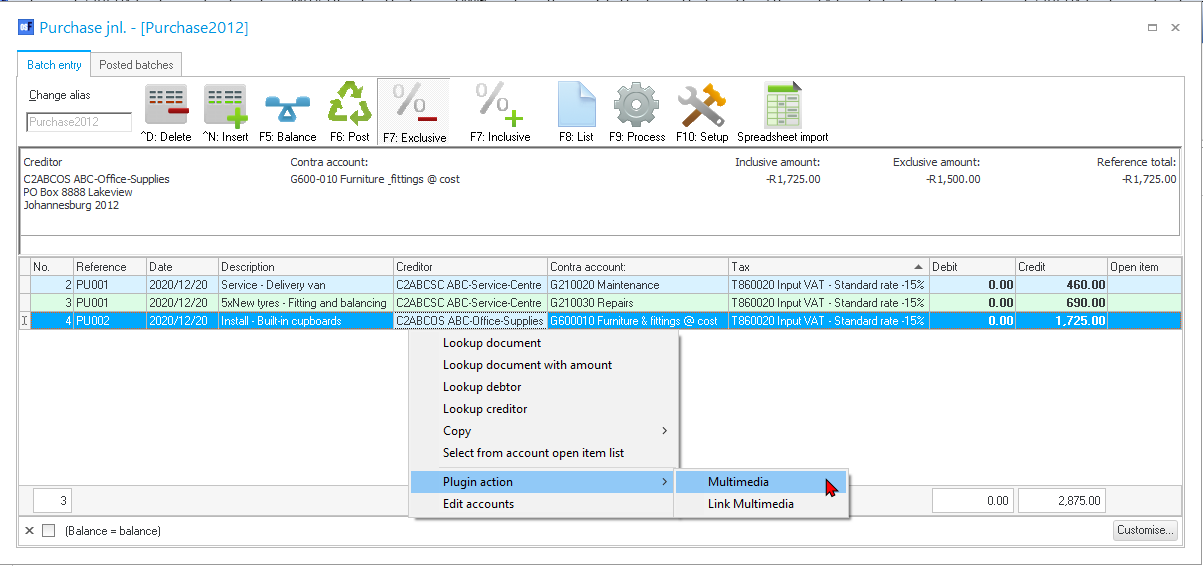 Purchase jnl. - [Purchase2012]
Batch entry Posted batches
Change alias
Purchase2012
^D: Delete ^N: Insert F5: Balance F6: Post F7: Exclusive F7: Inclusive F8: List F9: Process F10: Setup Spreadsheet import
Creditor Contra account: Inclusive amount: Exclusive amount: Reference total:
C2ABCOS ABC-Office-Supplies G600-010 Furniture _fittings @ cost -R1,725.00 -R1,500.00 -R1,725.00
PO Box 8888 Lakeview
Johannesburg 2012
No. Reference Date Description Creditor Contra account: Tax Debit Credit Open item
2 PU001 2020/12/20 Service - Delivery van C2ABCSC ABC-Service-Centre G210020 Maintenance T860020 Input VAT - Standard rate -15% 0.00 460.00
3 PU001 2020/12/20 5xNew tyres - Fitting and balancing C2ABCSC ABC-Service-Centre G210030 Repairs T860020 Input VAT - Standard rate -15% 0.00 690.00
4 PU002 2020/12/20 Install - Built-in cupboards C2ABCOS ABC-Office-Supplies G600010 Furniture & fittings @ cost T860020 Input VAT - Standard rate -15% 0.00 1,725.00
Lookup document
Lookup document with amount
Lookup debtor
Lookup creditor
Copy
Select from account open item list
Plugin action Multimedia
Edit accounts Link Multimedia
3 0.00 2,875.00
(Balance = balance) Customise...